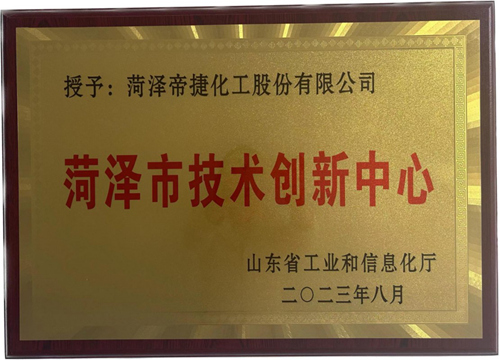 授予：菏泽帝捷化工股份有限公司
菏泽市技术创新中心
山东省工业和信息化厅
二〇二三年八月